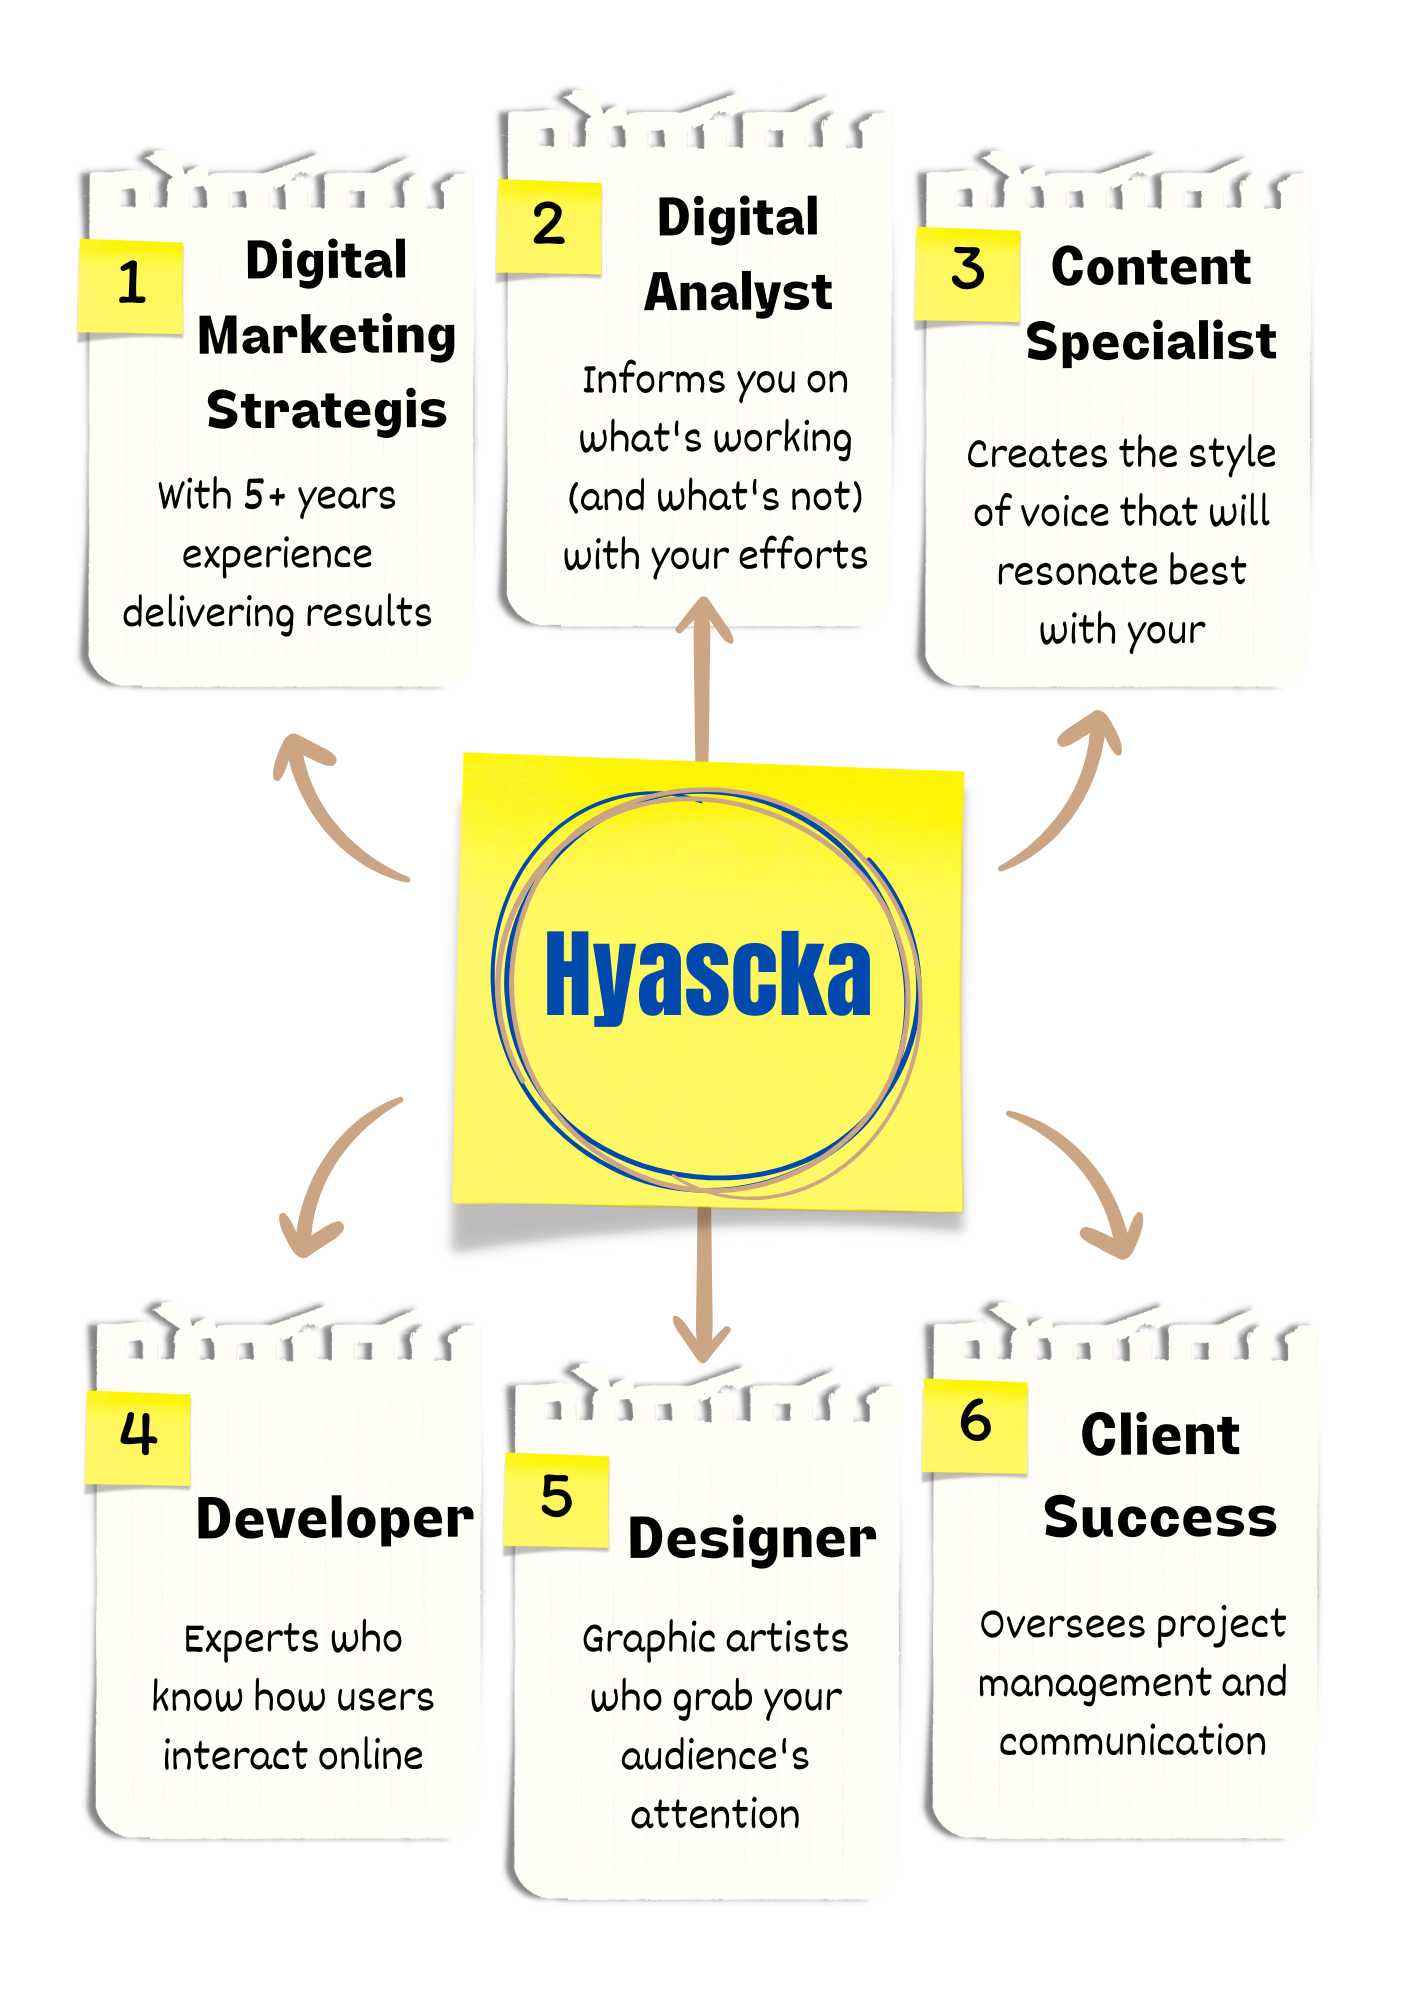 1
Digital
Marketing
Strategis
With 5+ years
experience
delivering results
2
Digital
Analyst
Informs you on
what's working
(and what's not)
with your efforts
3
Content
Specialist
Creates the style
of voice that will
resonate best
with your
Hyascka
4
Developer
Experts who
know how users
interact online
5
Designer
Graphic artists
who grab your
audience's
attention
6
Client
Success
Oversees project
management and
communication